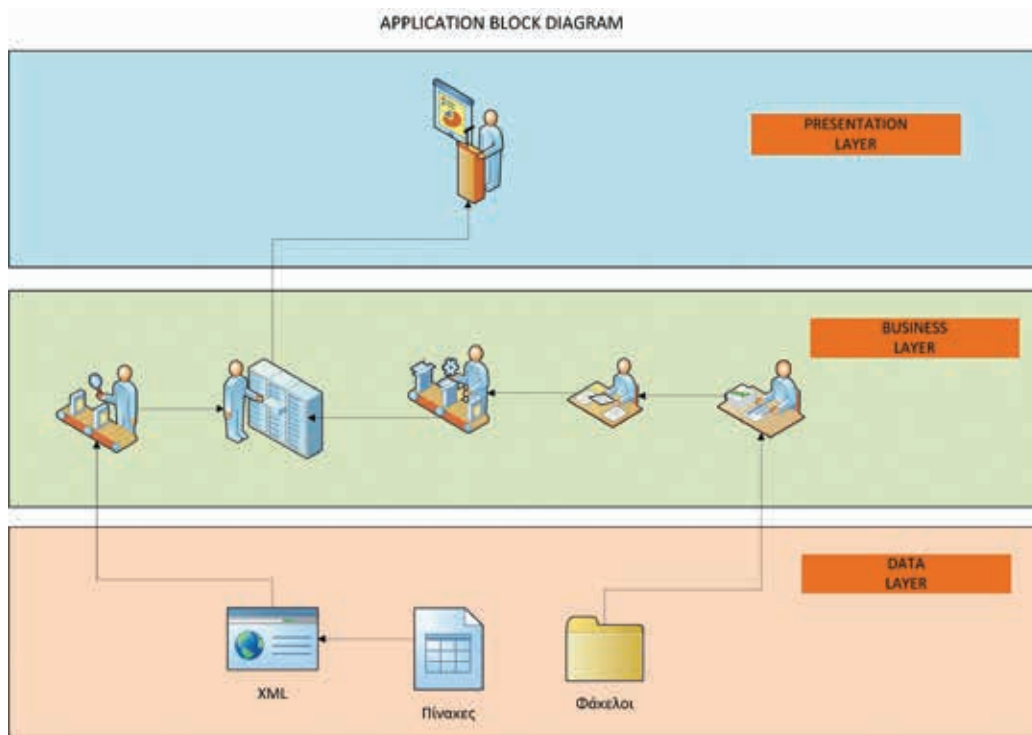 APPLICATION BLOCK DIAGRAM
PRESENTATION
LAYER
BUSINESS
LAYER
DATA
LAYER
XML
Πίνακες
Φάκελοι